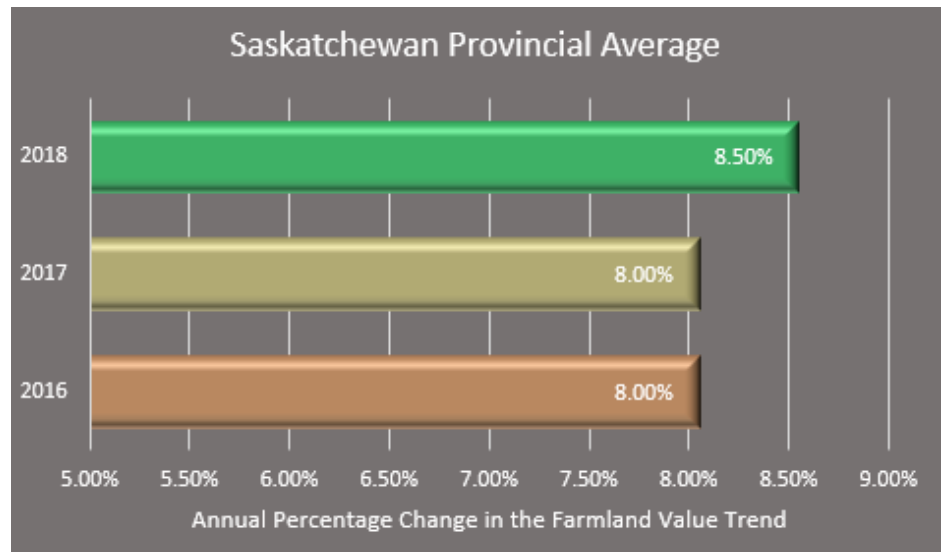 Saskatchewan Provincial Average
2018
8.50%
2017
8.00%
2016
8.00%
5.00% 5.50% 6.00% 6.50% 7.00% 7.50% 8.00% 8.50% 9.00%
Annual Percentage Change in the Farmland Value Trend